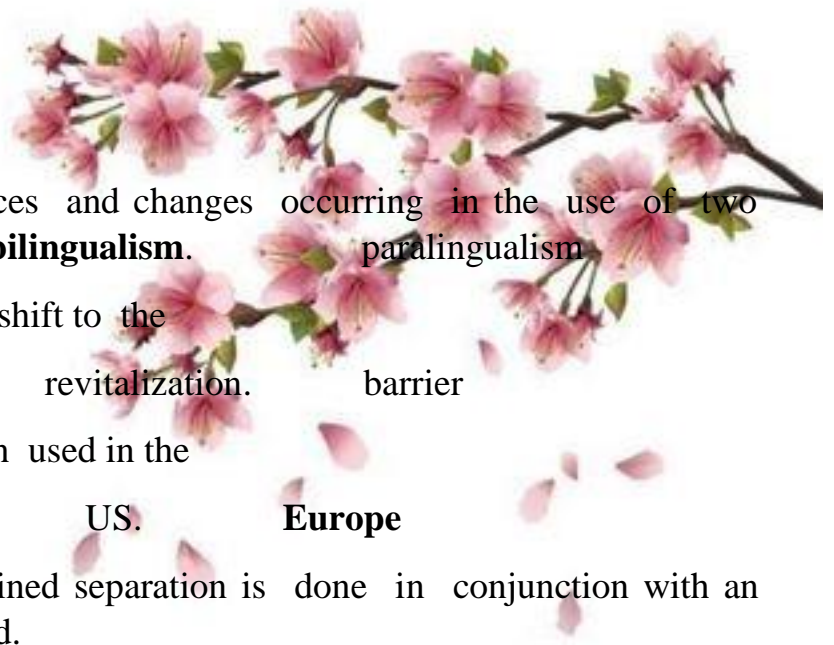 ces and changes occurring in the use of two
bilingualism. paralingualism
shift to the
revitalization. barrier
n used in the
US. Europe
ined separation is done in conjunction with an
d.